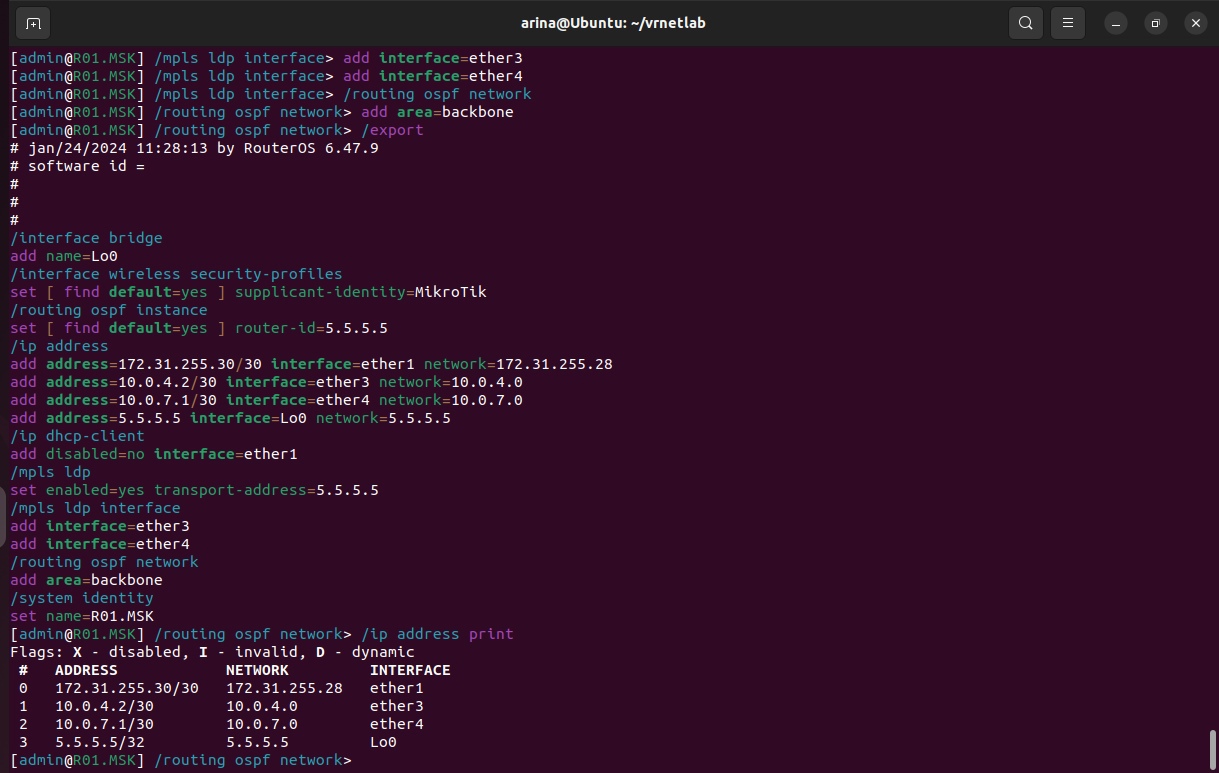 arina@Ubuntu: ~/vrnetlab
[admin@R01.MSK] /mpls ldp interface> add interface=ether3
[admin@R01.MSK] /mpls ldp interface> add interface=ether4
[admin@R01.MSK] /mpls ldp interface> /routing ospf network
[admin@R01.MSK] /routing ospf network> add area=backbone
[admin@R01.MSK] /routing ospf network> /export
# jan/24/2024 11:28:13 by RouterOS 6.47.9
# software id =
#
#
#
/interface bridge
add name=Lo0
/interface wireless security-profiles
set [ find default=yes ] supplicant-identity=MikroTik
/routing ospf instance
set [ find default=yes ] router-id=5.5.5.5
/ip address
add address=172.31.255.30/30 interface=ether1 network=172.31.255.28
add address=10.0.4.2/30 interface=ether3 network=10.0.4.0
add address=10.0.7.1/30 interface=ether4 network=10.0.7.0
add address=5.5.5.5 interface=Lo0 network=5.5.5.5
/ip dhcp-client
add disabled=no interface=ether1
/mpls ldp
set enabled=yes transport-address=5.5.5.5
/mpls ldp interface
add interface=ether3
add interface=ether4
/routing ospf network
add area=backbone
/system identity
set name=R01.MSK
[admin@R01.MSK] /routing ospf network> /ip address print
Flags: X - disabled, I - invalid, D - dynamic
# ADDRESS NETWORK INTERFACE
0 172.31.255.30/30 172.31.255.28 ether1
1 10.0.4.2/30 10.0.4.0 ether3
2 10.0.7.1/30 10.0.7.0 ether4
3 5.5.5.5/32 5.5.5.5 Lo0
[admin@R01.MSK] /routing ospf network>